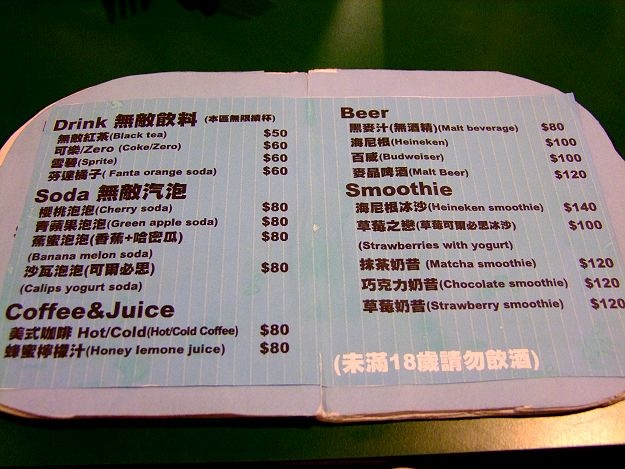 Drink 無敵飲料 (本區無限續杯)
無敵紅茶(Black tea) $50
可樂/Zero (Coke/Zero) $60
雪碧(Sprite) $60
芬達橘子( Fanta orange soda) $60
Soda 無敵汽泡
櫻桃泡泡(Cherry soda) $80
青蘋果泡泡(Green apple soda) $80
蕉蜜泡泡(香蕉+哈密瓜) $80
(Banana melon soda)
沙瓦泡泡(可爾必思) $80
(Calips yogurt soda)
Coffee&Juice
美式咖啡 Hot/Cold(Hot/Cold Coffee) $80
蜂蜜檸檬汁(Honey lemone juice) $80
Beer
黑麥汁(無酒精)(Malt beverage) $80
海尼根(Heineken) $100
百威(Budweiser) $100
麥晶啤酒(Malt Beer) $120
Smoothie
海尼根冰沙(Heineken smoothie) $140
草莓之戀(草莓可爾必思冰沙) $100
(Strawberries with yogurt)
抹茶奶昔 (Matcha smoothie) $120
巧克力奶昔(Chocolate smoothie) $120
草莓奶昔 (Strawberry smoothie) $120
(未滿18歲請勿飲酒)